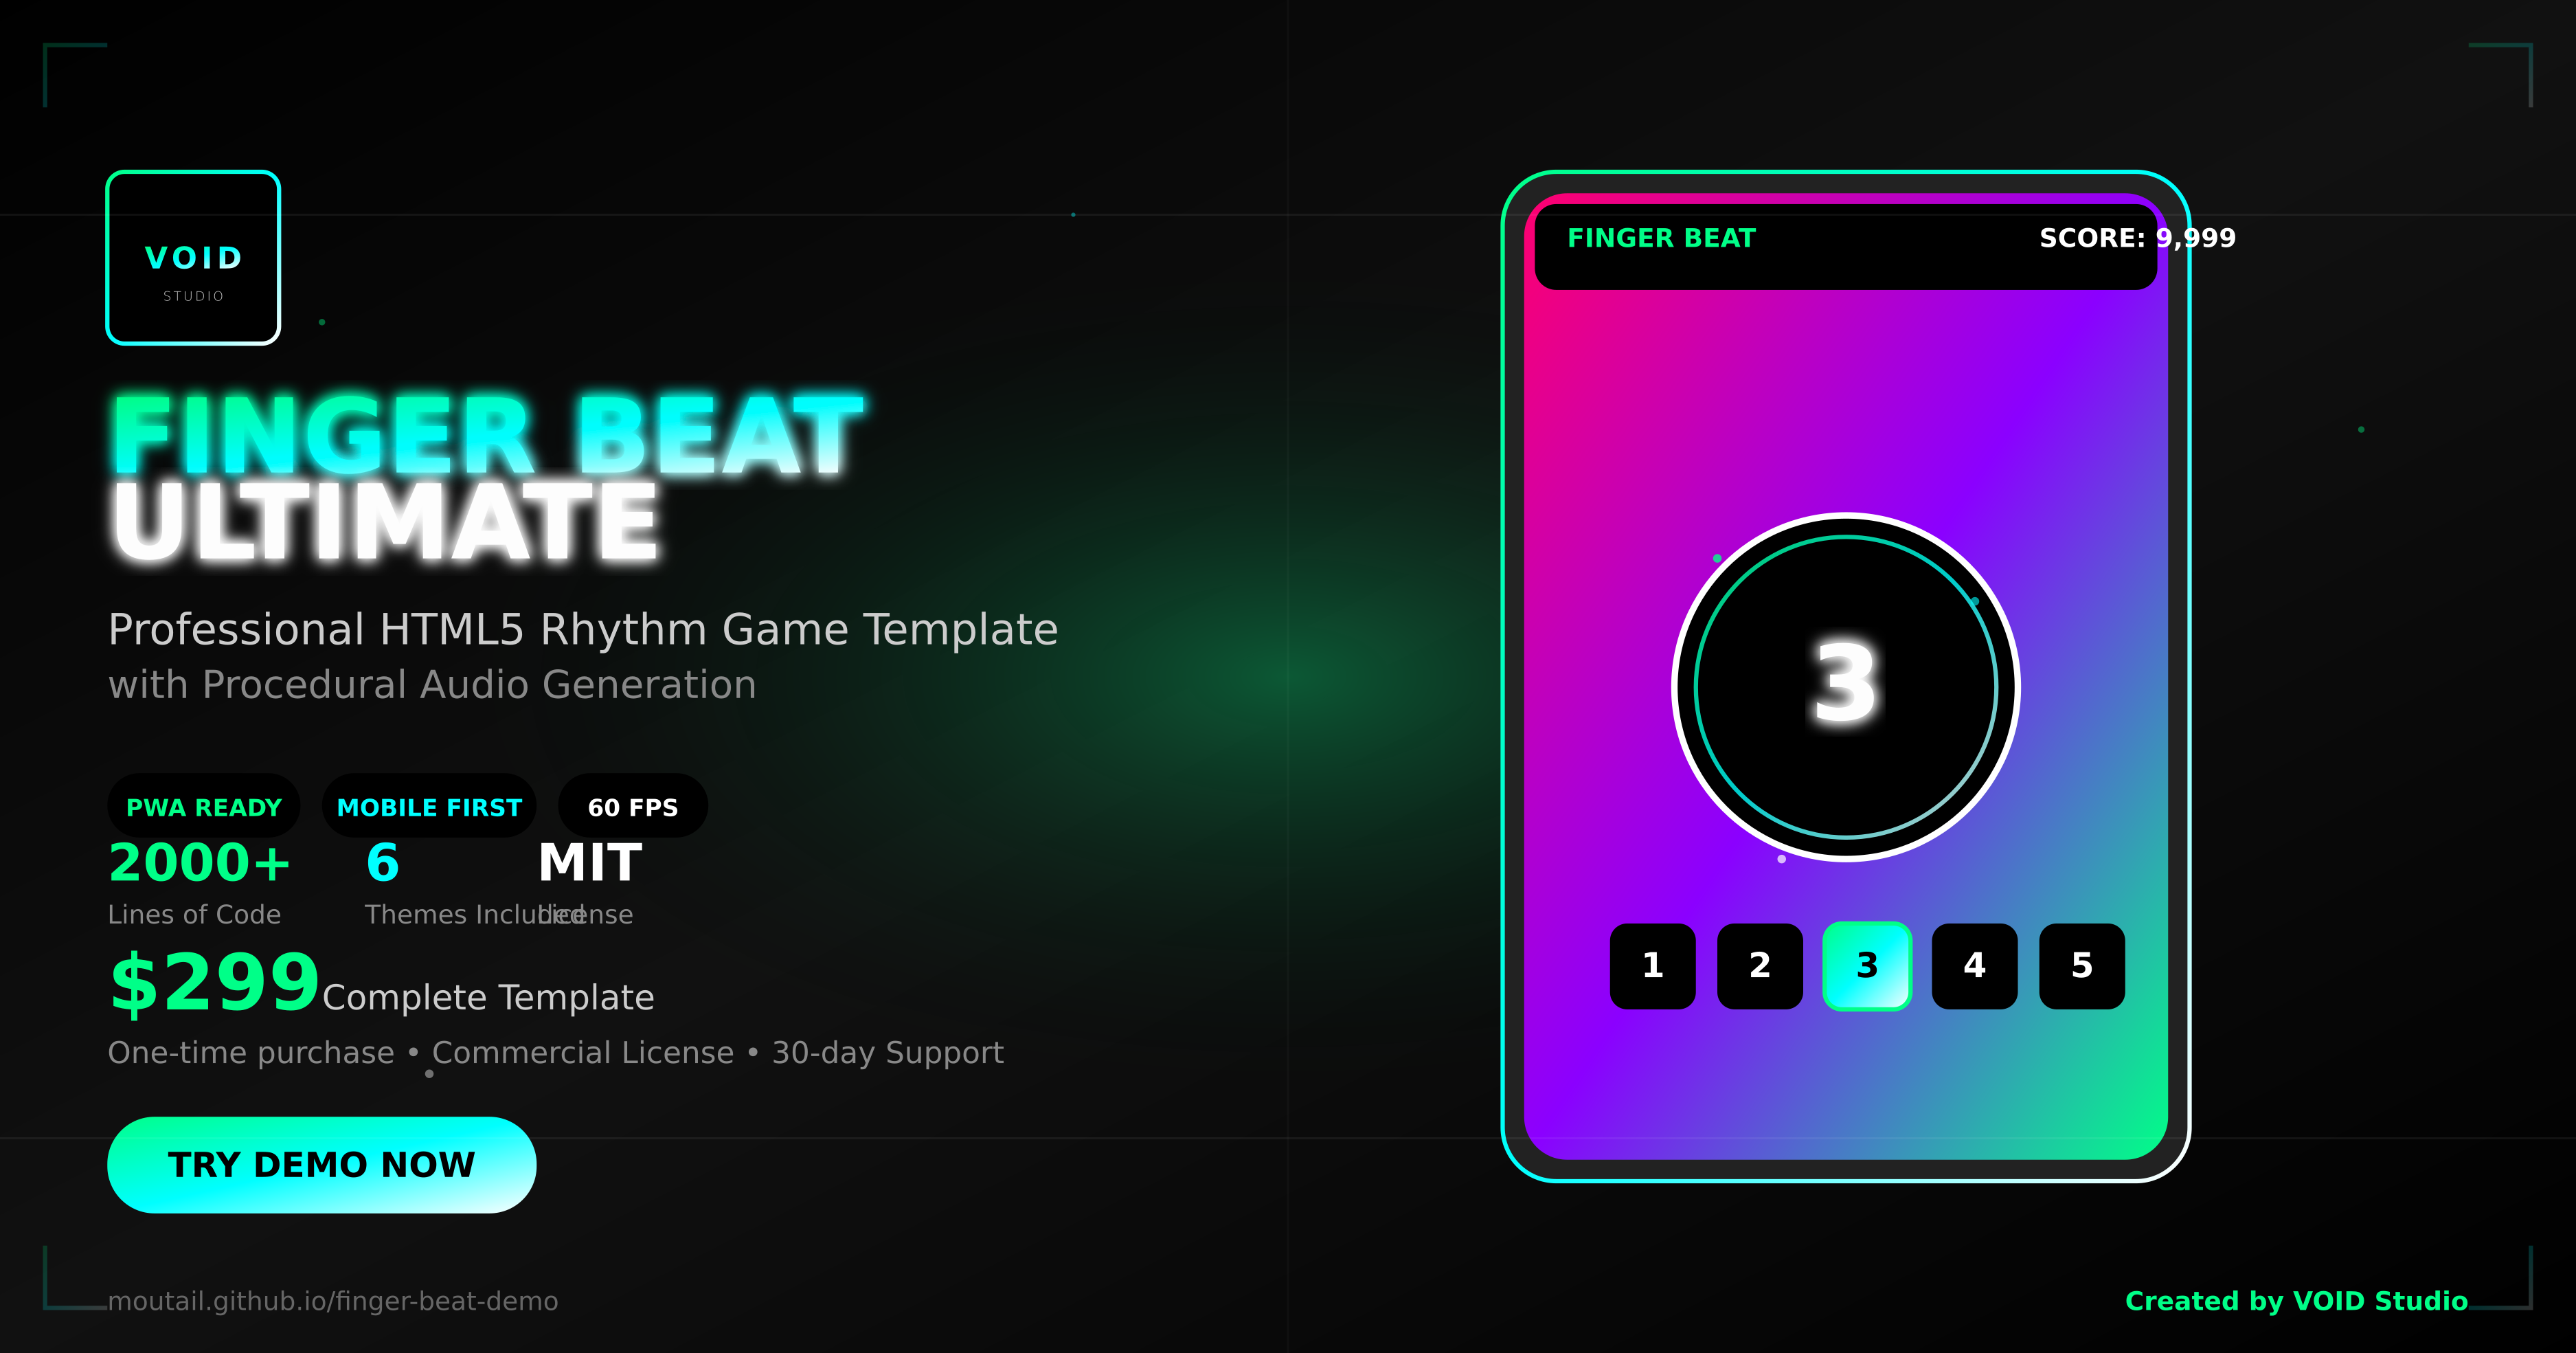 VOID
STUDIO
FINGER BEAT
ULTIMATE
Professional HTML5 Rhythm Game Template
with Procedural Audio Generation
PWA READY
MOBILE FIRST
60 FPS
2000+
6
MIT
Lines of Code
Themes Included
License
$299
Complete Template
One-time purchase • Commercial License • 30-day Support
TRY DEMO NOW
moutail.github.io/finger-beat-demo
FINGER BEAT
SCORE: 9,999
3
1
2
3
4
5
Created by VOID Studio